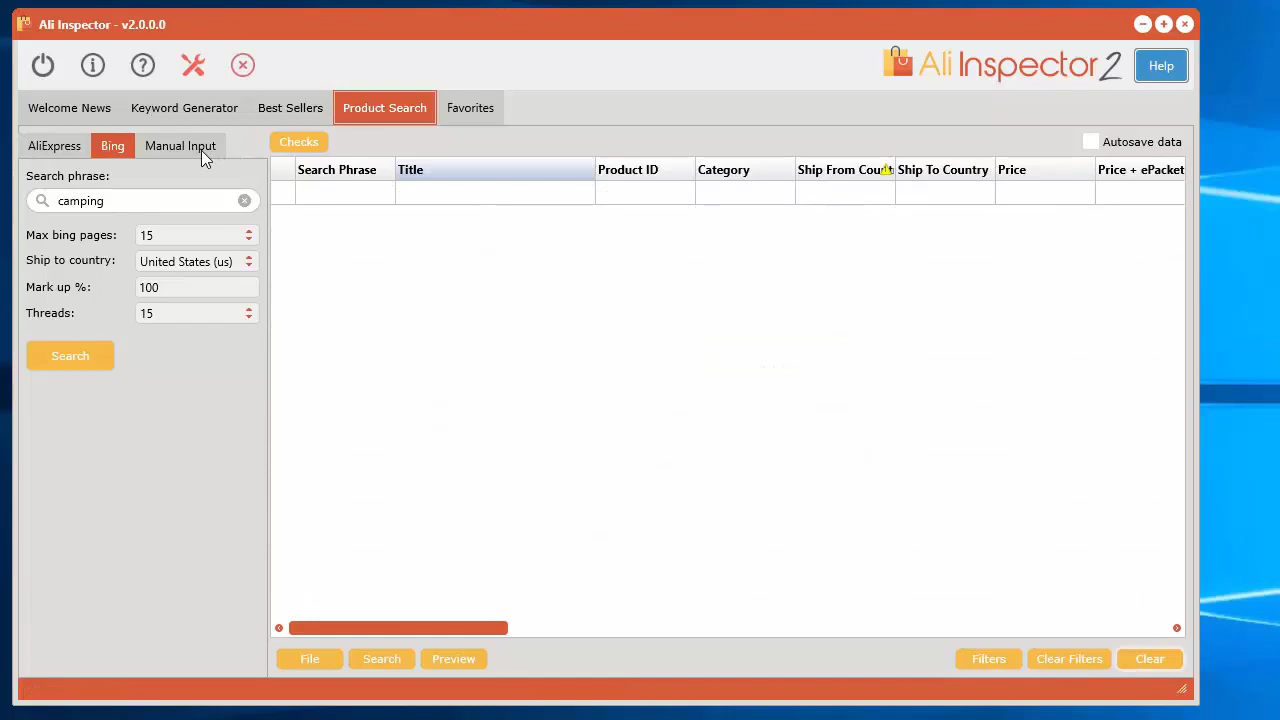 Ali Inspector - v2.0.0.0
Ali Inspector 2
Help
Welcome News
Keyword Generator
Best Sellers
Product Search
Favorites
AliExpress
Bing
Manual Input
Checks
Autosave data
Search phrase:
camping
Max bing pages:
15
Ship to country:
United States (us)
Mark up %:
100
Threads:
15
Search
Search Phrase
Title
Product ID
Category
Ship From Count
Ship To Country
Price
Price + ePacket
File
Search
Preview
Filters
Clear Filters
Clear